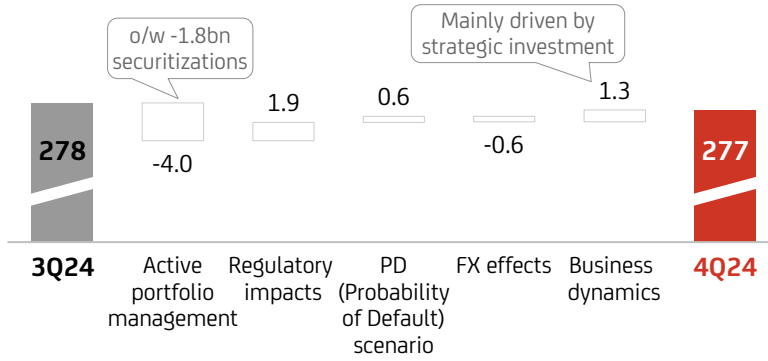 o/w -1.8bn
securitizations
Mainly driven by
strategic investment
278
-4.0
1.9
0.6
-0.6
1.3
277
3Q24
Active
portfolio
management
Regulatory
impacts
PD
(Probability
of Default)
scenario
FX effects
Business
dynamics
4Q24